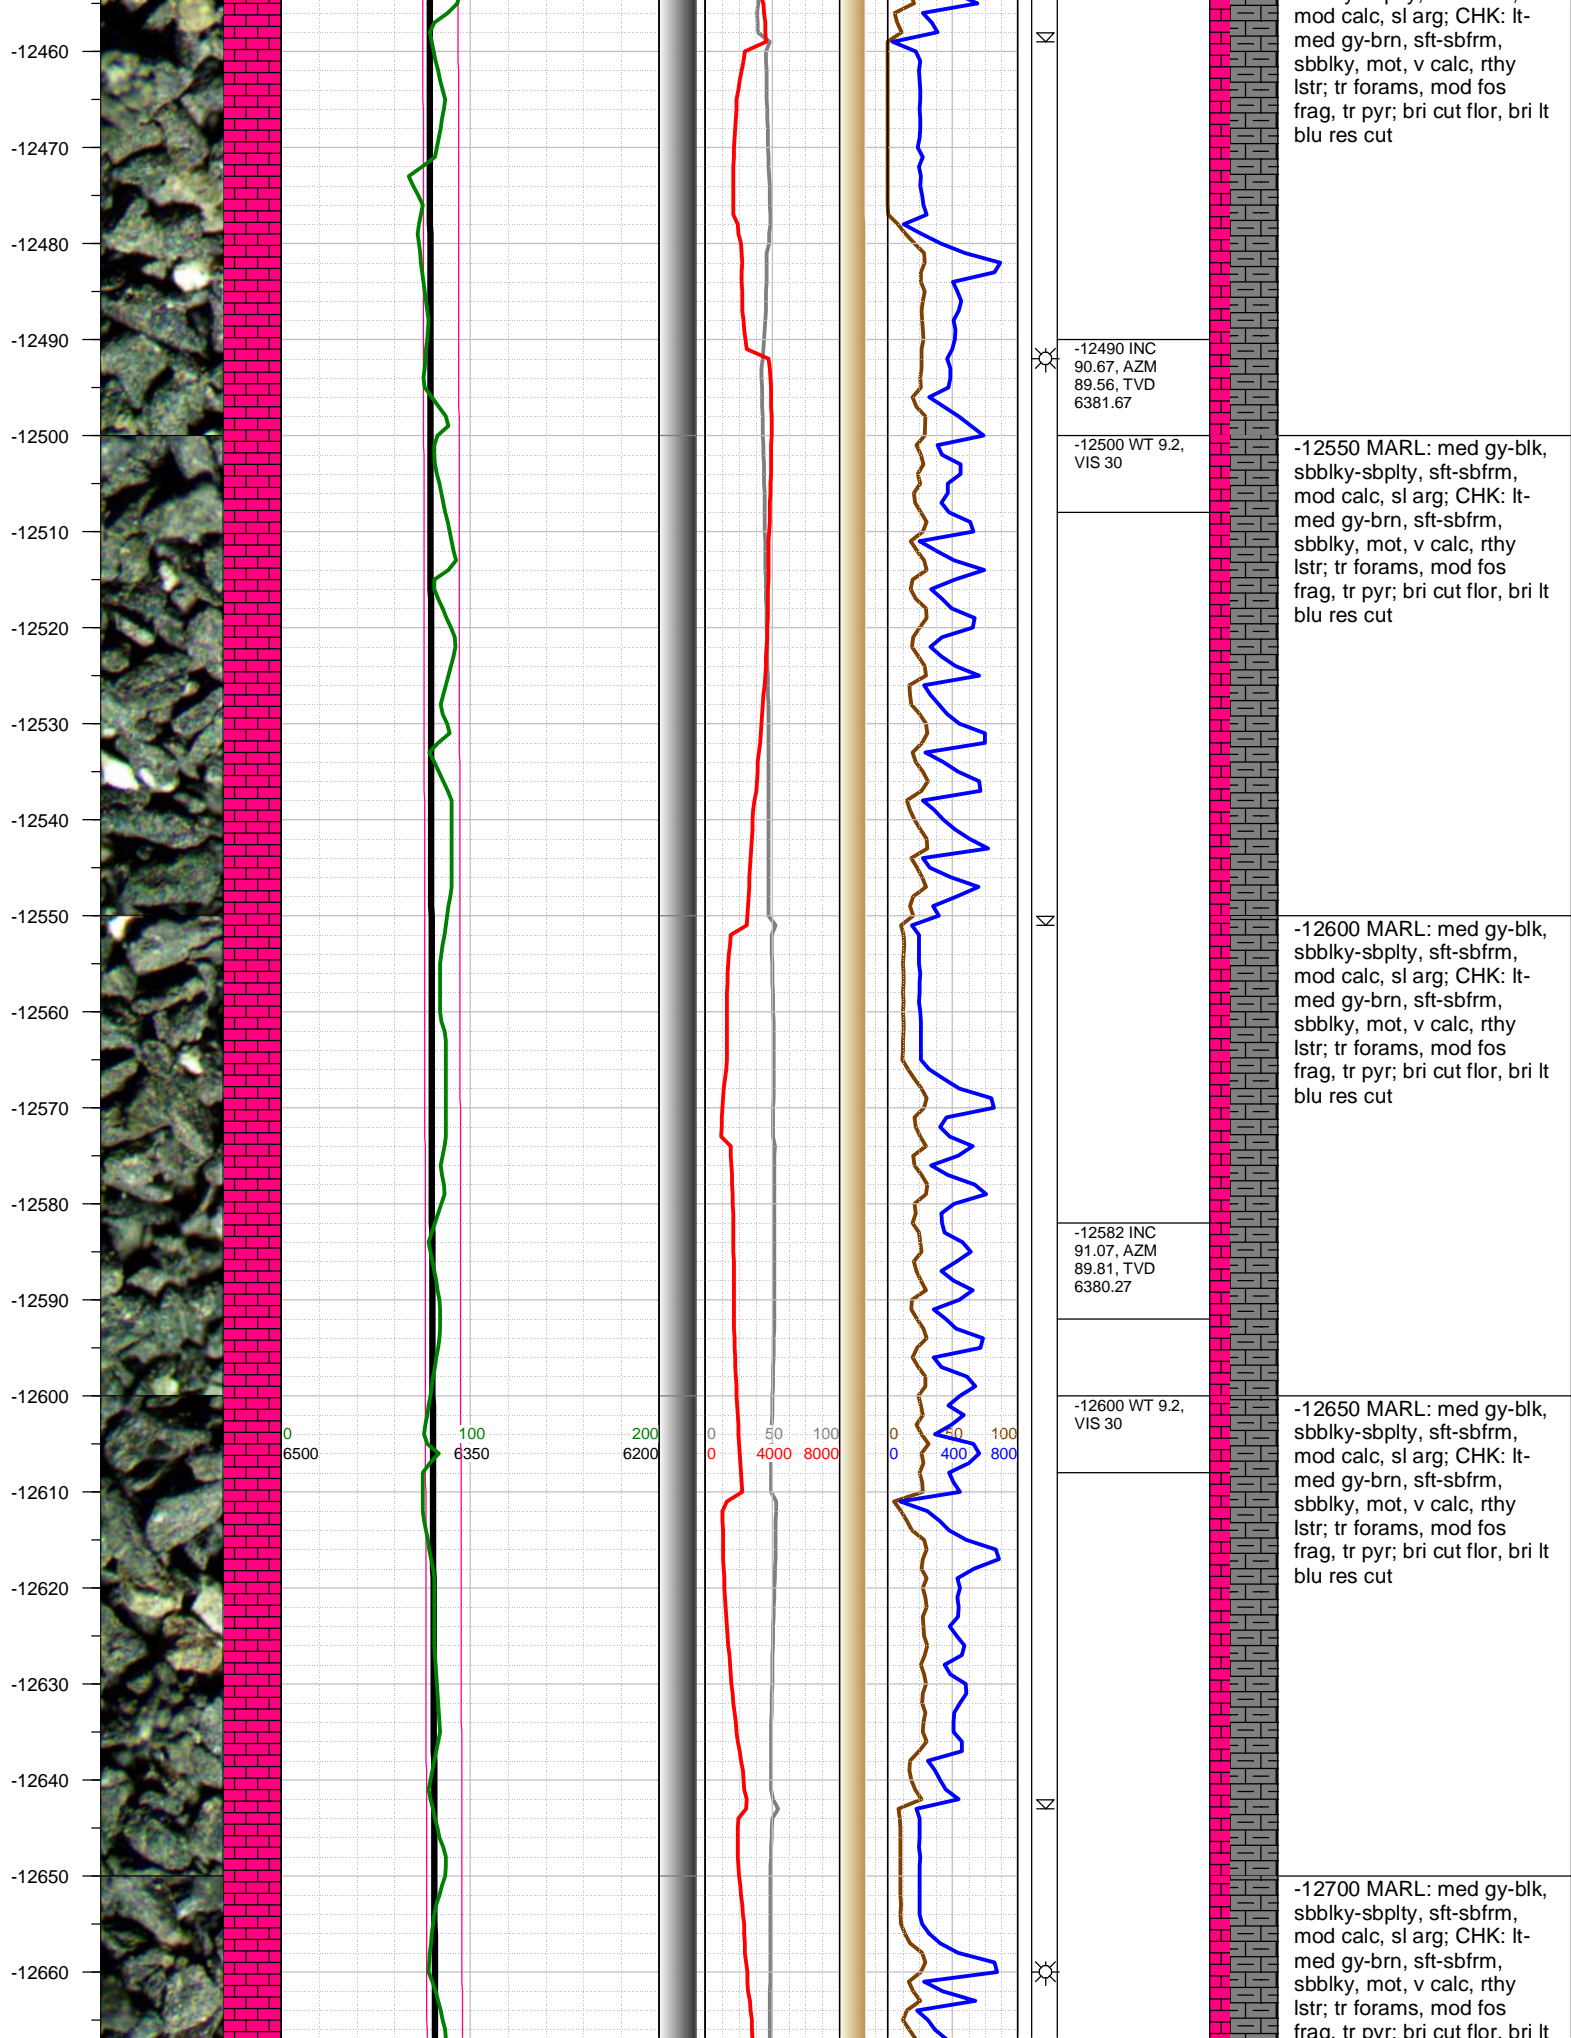 mod calc, sl arg; CHK: lt-
med gy-brn, sft-sbfrm,
sbblky, mot, v calc, rthy
lstr; tr forams, mod fos
frag, tr pyr; bri cut flor, bri lt
blu res cut
-12460
-12470
-12480
-12490
-12490 INC
90.67, AZM
89.56, TVD
6381.67
-12500
-12500 WT 9.2,
VIS 30
-12550 MARL: med gy-blk,
sbblky-sbplty, sft-sbfrm,
mod calc, sl arg; CHK: lt-
med gy-brn, sft-sbfrm,
sbblky, mot, v calc, rthy
lstr; tr forams, mod fos
frag, tr pyr; bri cut flor, bri lt
blu res cut
-12510
-12520
-12530
-12540
-12550
-12600 MARL: med gy-blk,
sbblky-sbplty, sft-sbfrm,
mod calc, sl arg; CHK: lt-
med gy-brn, sft-sbfrm,
sbblky, mot, v calc, rthy
lstr; tr forams, mod fos
frag, tr pyr; bri cut flor, bri lt
blu res cut
-12560
-12570
-12580
-12582 INC
91.07, AZM
89.81, TVD
6380.27
-12590
-12600
-12600 WT 9.2,
VIS 30
0 100 200 0 50 100 0 50 100
6500 6350 6200 0 4000 8000 0 400 800
-12650 MARL: med gy-blk,
sbblky-sbplty, sft-sbfrm,
mod calc, sl arg; CHK: lt-
med gy-brn, sft-sbfrm,
sbblky, mot, v calc, rthy
lstr; tr forams, mod fos
frag, tr pyr; bri cut flor, bri lt
blu res cut
-12610
-12620
-12630
-12640
-12650
-12700 MARL: med gy-blk,
sbblky-sbplty, sft-sbfrm,
mod calc, sl arg; CHK: lt-
med gy-brn, sft-sbfrm,
sbblky, mot, v calc, rthy
lstr; tr forams, mod fos
frag, tr pyr; bri cut flor, bri lt
-12660